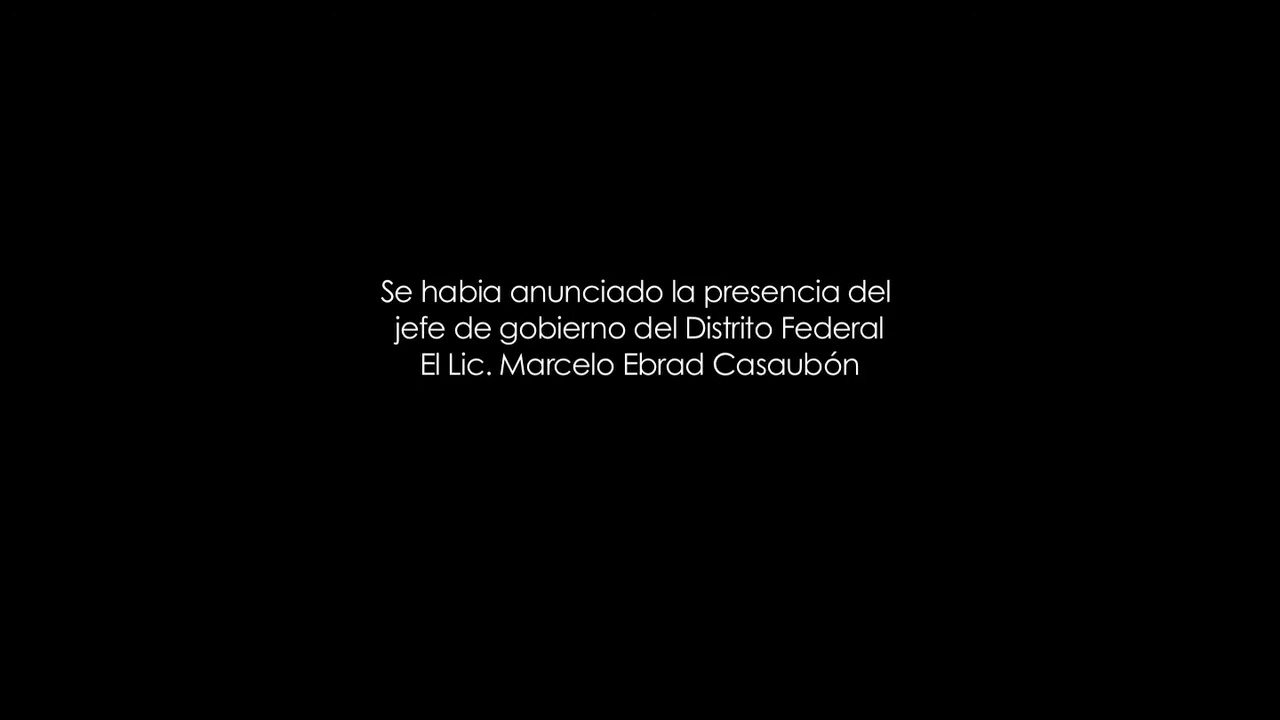 Se habia anunciado la presencia del
jefe de gobierno del Distrito Federal
El Lic. Marcelo Ebrad Casaubón